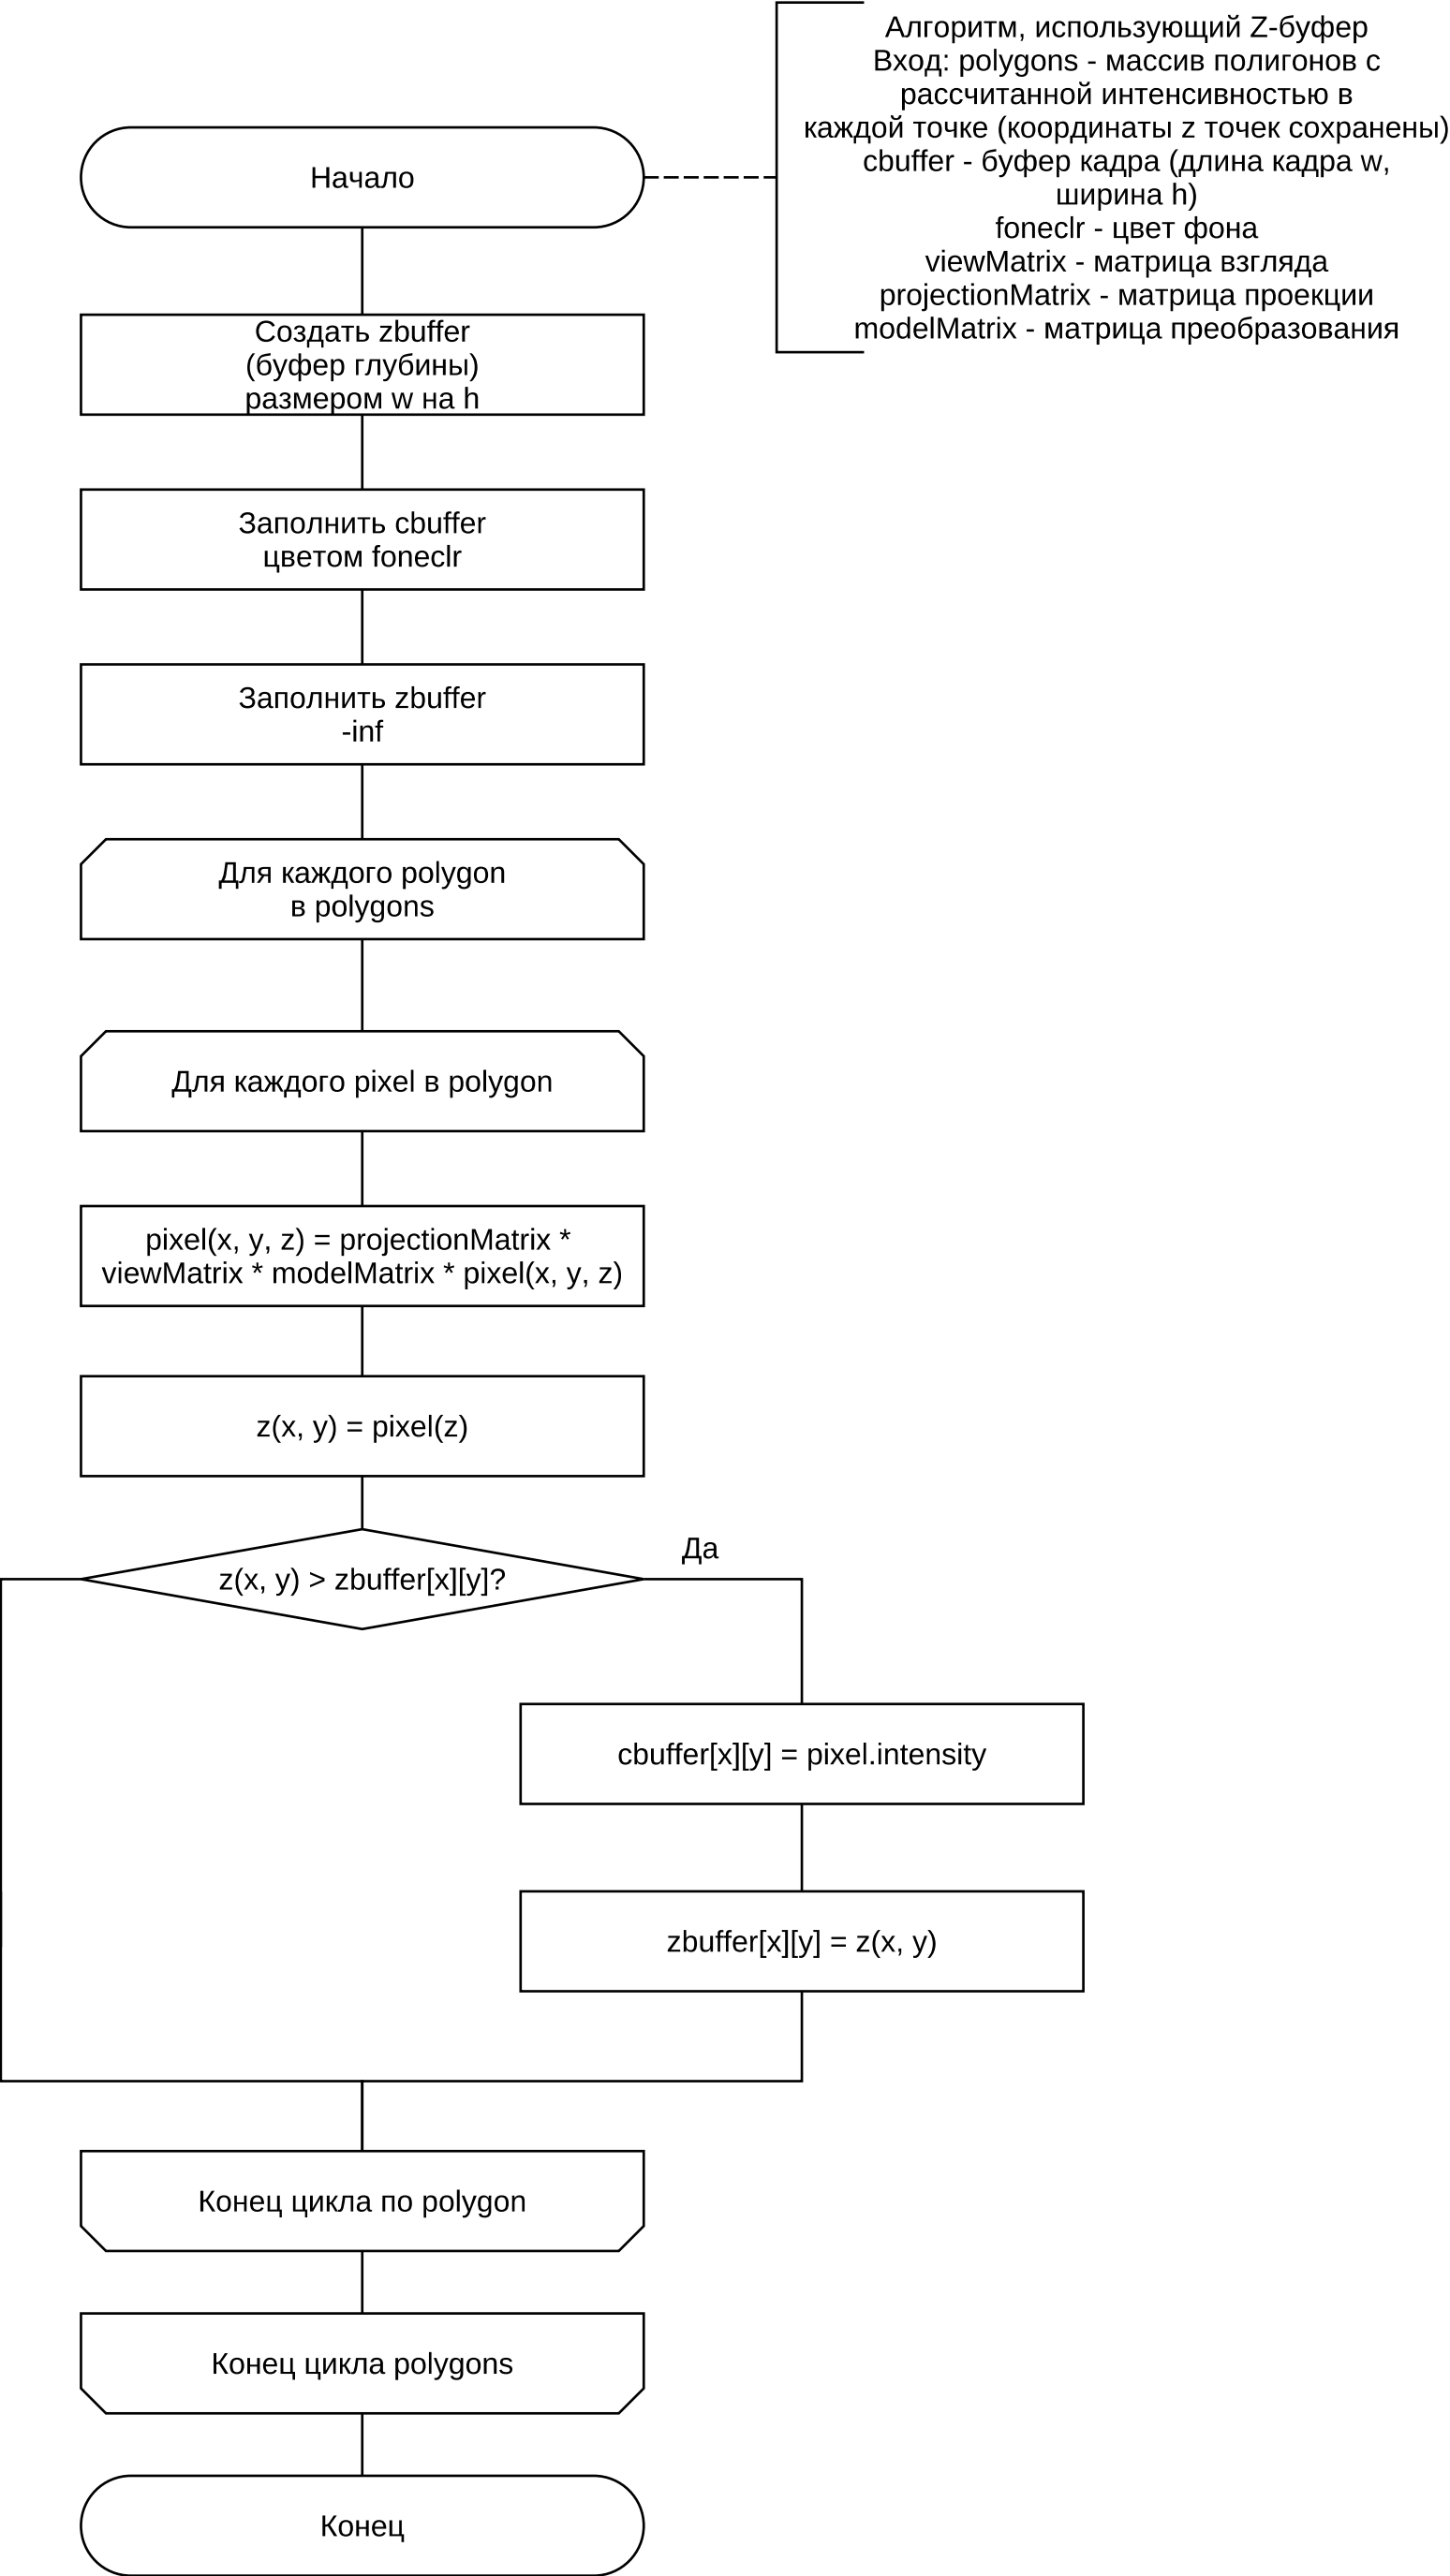 Алгоритм, использующий Z-буфер
Вход: polygons - массив полигонов с
рассчитанной интенсивностью в
каждой точке (координаты z точек сохранены)
cbuffer - буфер кадра (длина кадра w,
ширина h)
foneclr - цвет фона
viewMatrix - матрица взгляда
projectionMatrix - матрица проекции
modelMatrix - матрица преобразования
Начало
Создать zbuffer
(буфер глубины)
размером w на h
Заполнить cbuffer
цветом foneclr
Заполнить zbuffer
-inf
Для каждого polygon
в polygons
Для каждого pixel в polygon
pixel(x, y, z) = projectionMatrix *
viewMatrix * modelMatrix * pixel(x, y, z)
z(x, y) = pixel(z)
z(x, y) > zbuffer[x][y]?
Да
cbuffer[x][y] = pixel.intensity
zbuffer[x][y] = z(x, y)
Конец цикла по polygon
Конец цикла polygons
Конец